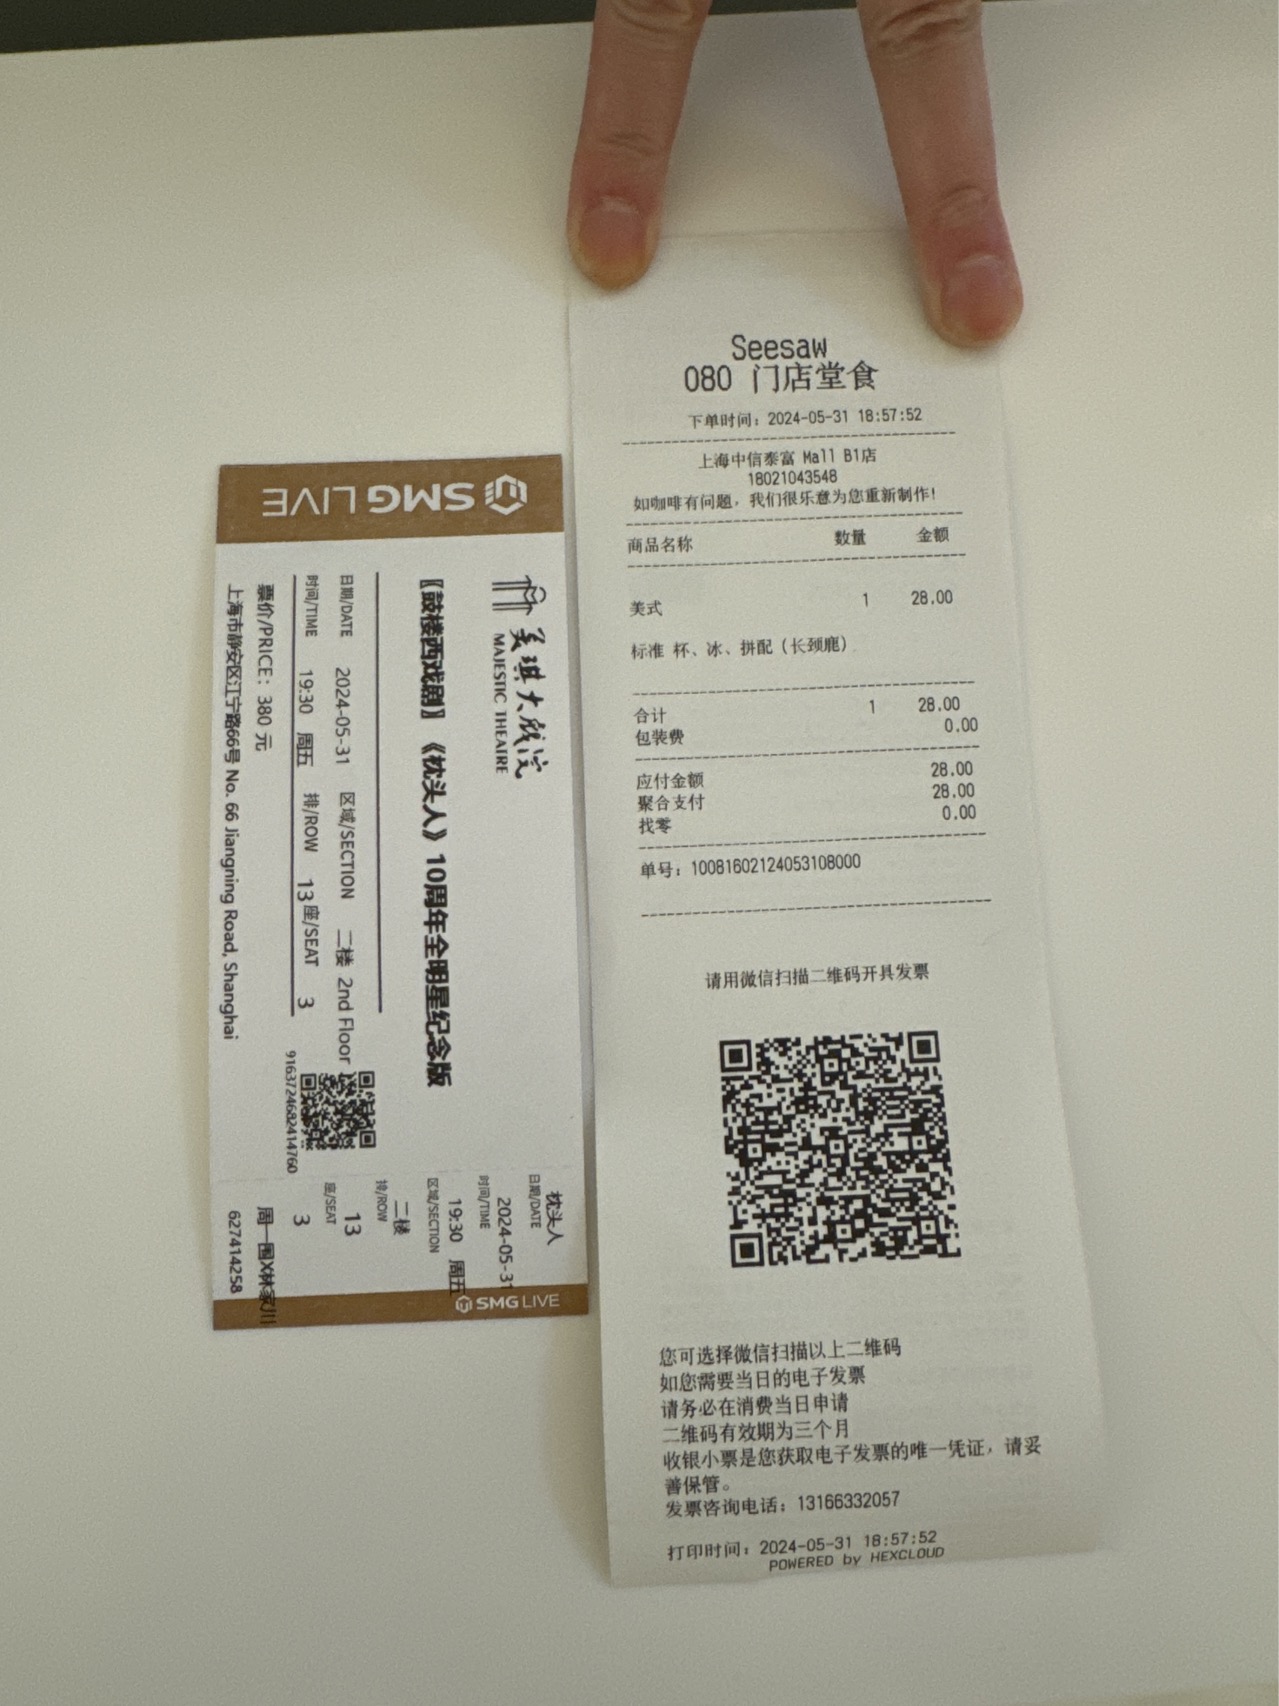 SMG LIVE
美琪大戏院
MAJESTIC THEATRE
〖鼓楼西戏剧〗《枕头人》10周年全明星纪念版
日期/DATE 2024-05-31 区域/SECTION 二楼 2nd Floor
时间/TIME 19:30 周五 排/ROW 13 座/SEAT 3
票价/PRICE: 380 元
上海市静安区江宁路66号 No. 66 Jiangning Road, Shanghai
9163724682414760
枕头人
日期/DATE
2024-05-31
时间/TIME
19:30 周五
区域/SECTION
二楼
排/ROW
13
座/SEAT
3
周一围X林家川
627414258
SMG LIVE
Seesaw
080 门店堂食
下单时间: 2024-05-31 18:57:52
上海中信泰富 Mall B1店
18021043548
如咖啡有问题，我们很乐意为您重新制作!
商品名称 数量 金额
美式 1 28.00
标准 杯、冰、拼配（长颈鹿）
合计 1 28.00
包装费 0.00
应付金额 28.00
聚合支付 28.00
找零 0.00
单号: 10081602124053108000
请用微信扫描二维码开具发票
您可选择微信扫描以上二维码
如您需要当日的电子发票
请务必在消费当日申请
二维码有效期为三个月
收银小票是您获取电子发票的唯一凭证，请妥
善保管。
发票咨询电话: 13166332057
打印时间: 2024-05-31 18:57:52
POWERED by HEXCLOUD